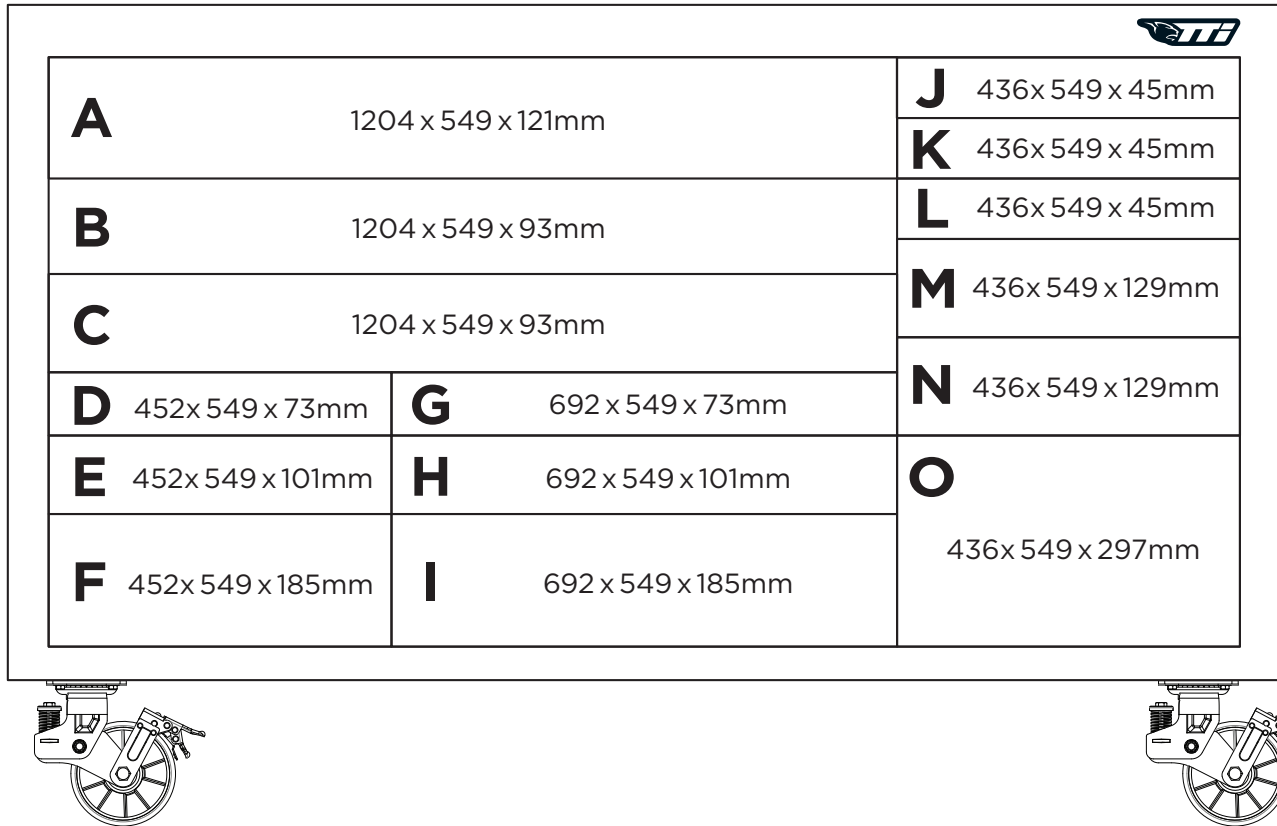 TTi
A 1204 x 549 x 121mm
B 1204 x 549 x 93mm
C 1204 x 549 x 93mm
D 452x 549 x 73mm
E 452x 549 x 101mm
F 452x 549 x 185mm
G 692 x 549 x 73mm
H 692 x 549 x 101mm
I 692 x 549 x 185mm
J 436x 549 x 45mm
K 436x 549 x 45mm
L 436x 549 x 45mm
M 436x 549 x 129mm
N 436x 549 x 129mm
O
436x 549 x 297mm